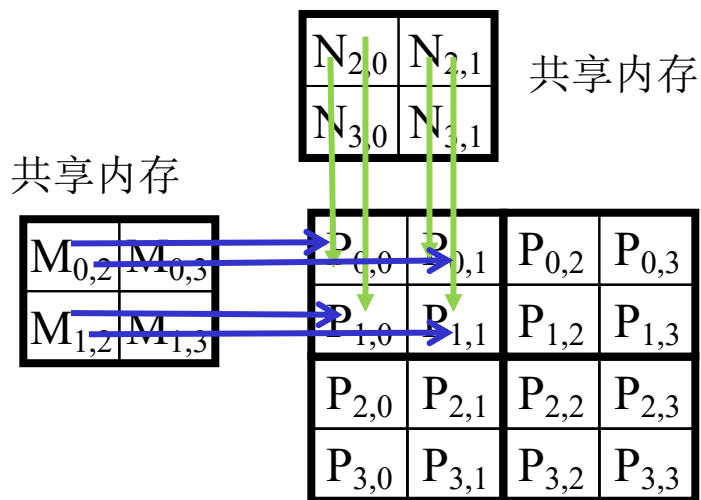 N2,0 N2,1
共享内存
N3,0 N3,1
共享内存
M0,2 M0,3 P0,0 P0,1 P0,2 P0,3
M1,2 M1,3 P1,0 P1,1 P1,2 P1,3
P2,0 P2,1 P2,2 P2,3
P3,0 P3,1 P3,2 P3,3